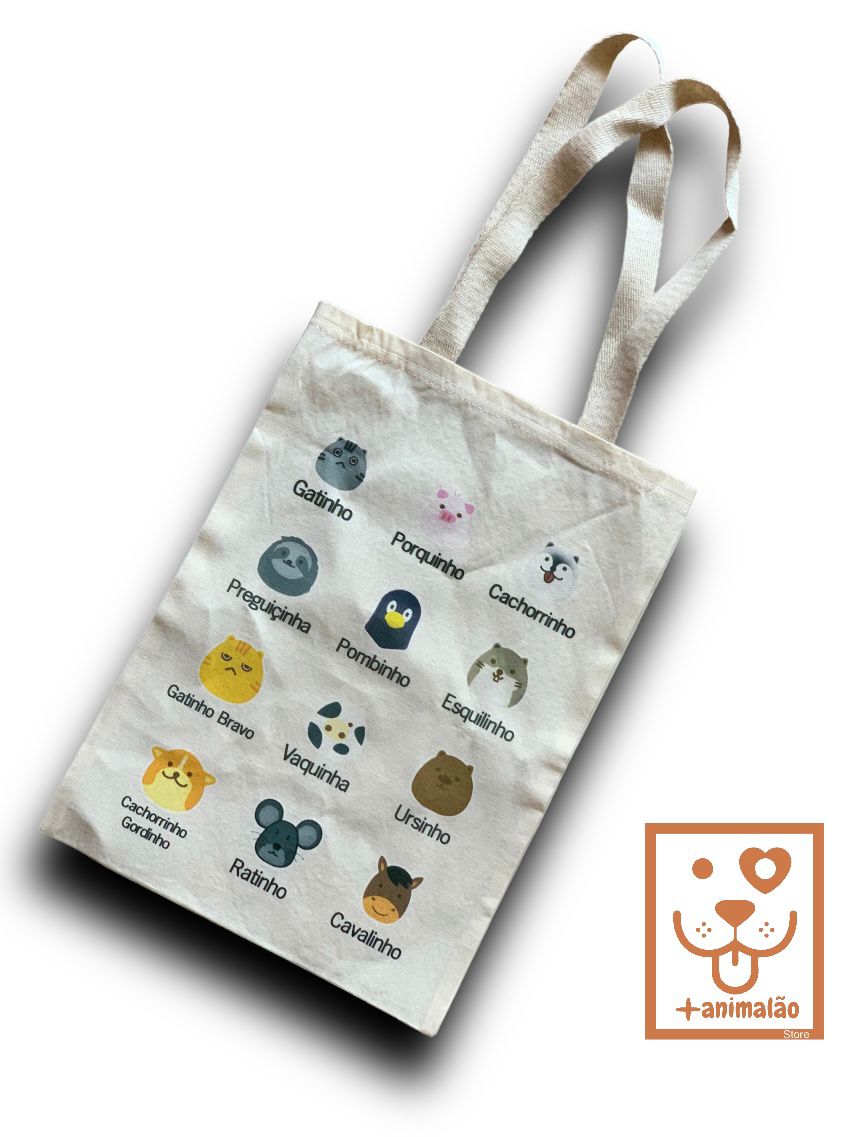 Gatinho
Porquinho
Cachorrinho
Preguiçinha
Pombinho
Esquilinho
Gatinho Bravo
Vaquinha
Ursinho
Cachorrinho
Gordinho
Ratinho
Cavalinho
+animalão
Store